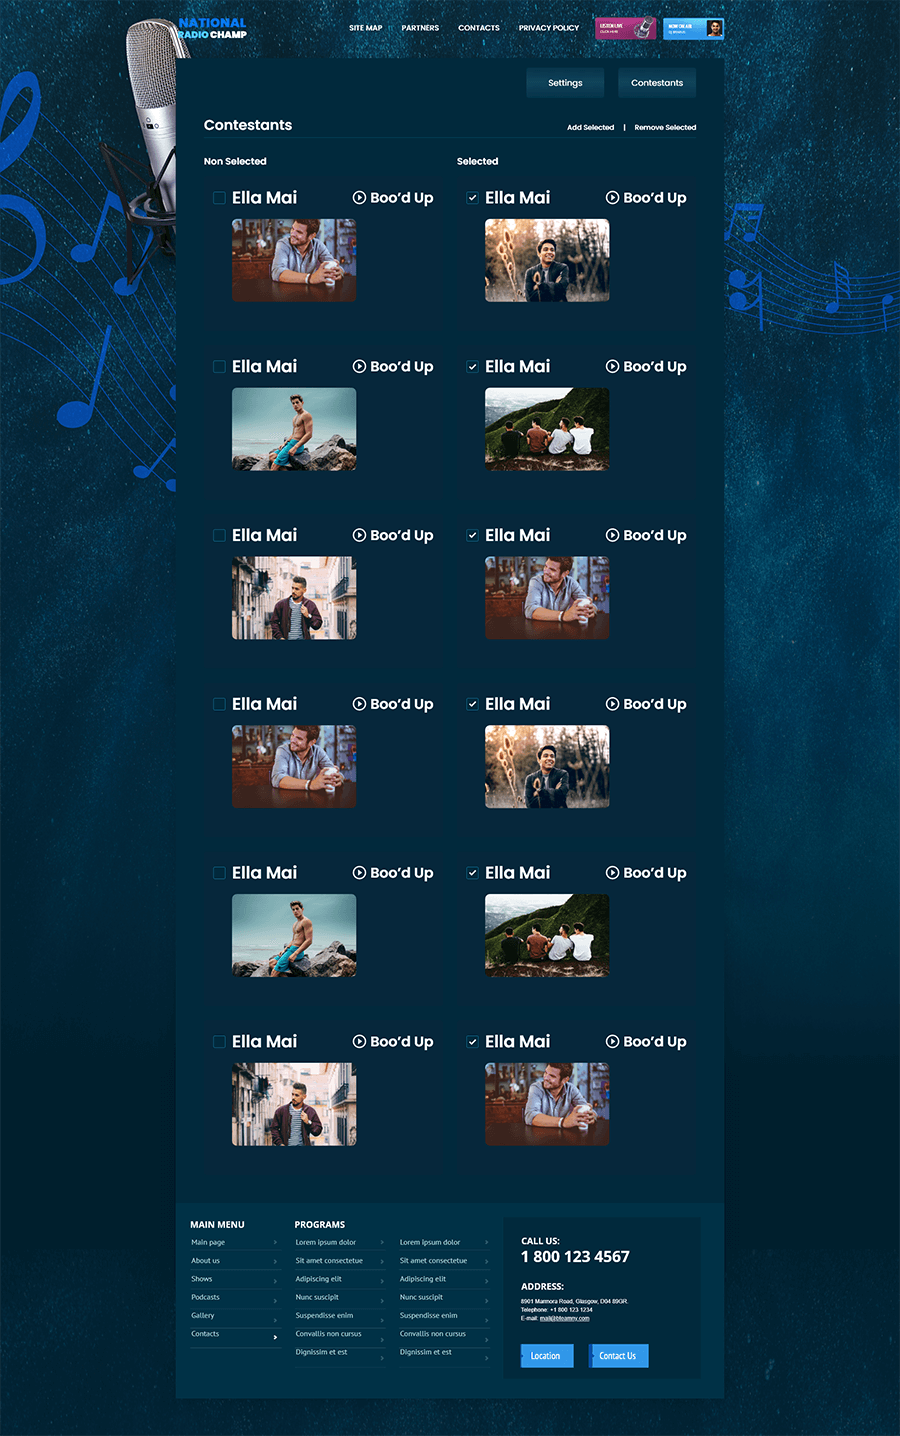 NATIONAL
RADIO CHAMP
SITE MAP
PARTNERS
CONTACTS
PRIVACY POLICY
LISTEN LIVE
CLICK HERE
NOW ON AIR
Settings
Contestants
Contestants
Add Selected | Remove Selected
Non Selected
Selected
Ella Mai
Boo'd Up
Ella Mai
Boo'd Up
Ella Mai
Boo'd Up
Ella Mai
Boo'd Up
Ella Mai
Boo'd Up
Ella Mai
Boo'd Up
Ella Mai
Boo'd Up
Ella Mai
Boo'd Up
Ella Mai
Boo'd Up
Ella Mai
Boo'd Up
Ella Mai
Boo'd Up
Ella Mai
Boo'd Up
MAIN MENU
Main page
About us
Shows
Podcasts
Gallery
Contacts
PROGRAMS
Lorem ipsum dolor
Sit amet consectetue
Adipiscing elit
Nunc suscipit
Suspendisse enim
Convallis non cursus
Dignissim et est
Lorem ipsum dolor
Sit amet consectetue
Adipiscing elit
Nunc suscipit
Suspendisse enim
Convallis non cursus
Dignissim et est
CALL US:
1 800 123 4567
ADDRESS:
8901 Marmora Road, Glasgow, D04 89GR.
Telephone: +1 800 123 1234
E-mail: mail@bteamny.com
Location
Contact Us